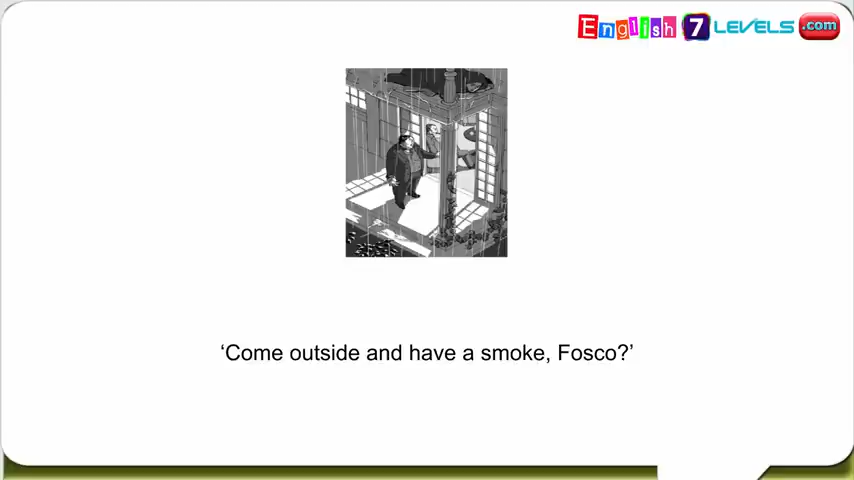 English 7 LEVELS .com
‘Come outside and have a smoke, Fosco?’